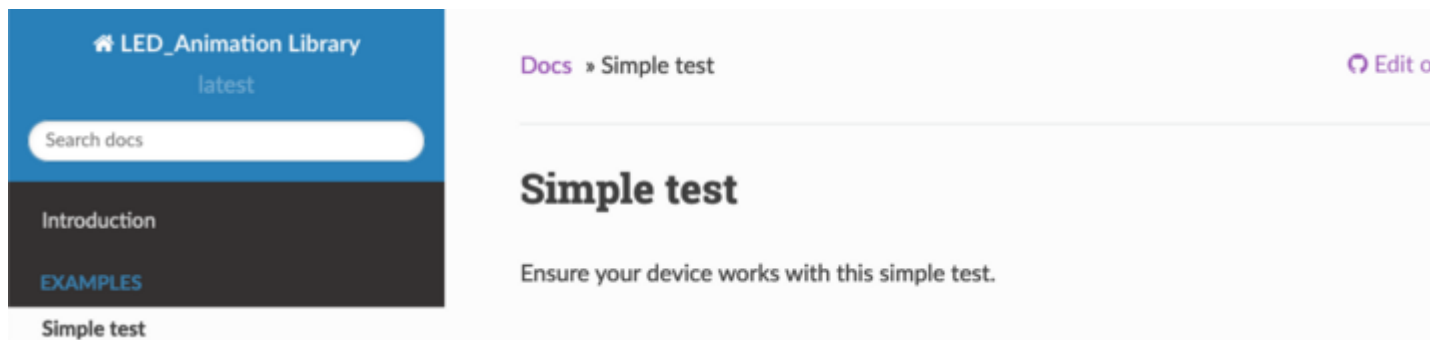 LED_Animation Library
latest
Search docs
Introduction
EXAMPLES
Simple test
Docs » Simple test
Edit
Simple test
Ensure your device works with this simple test.